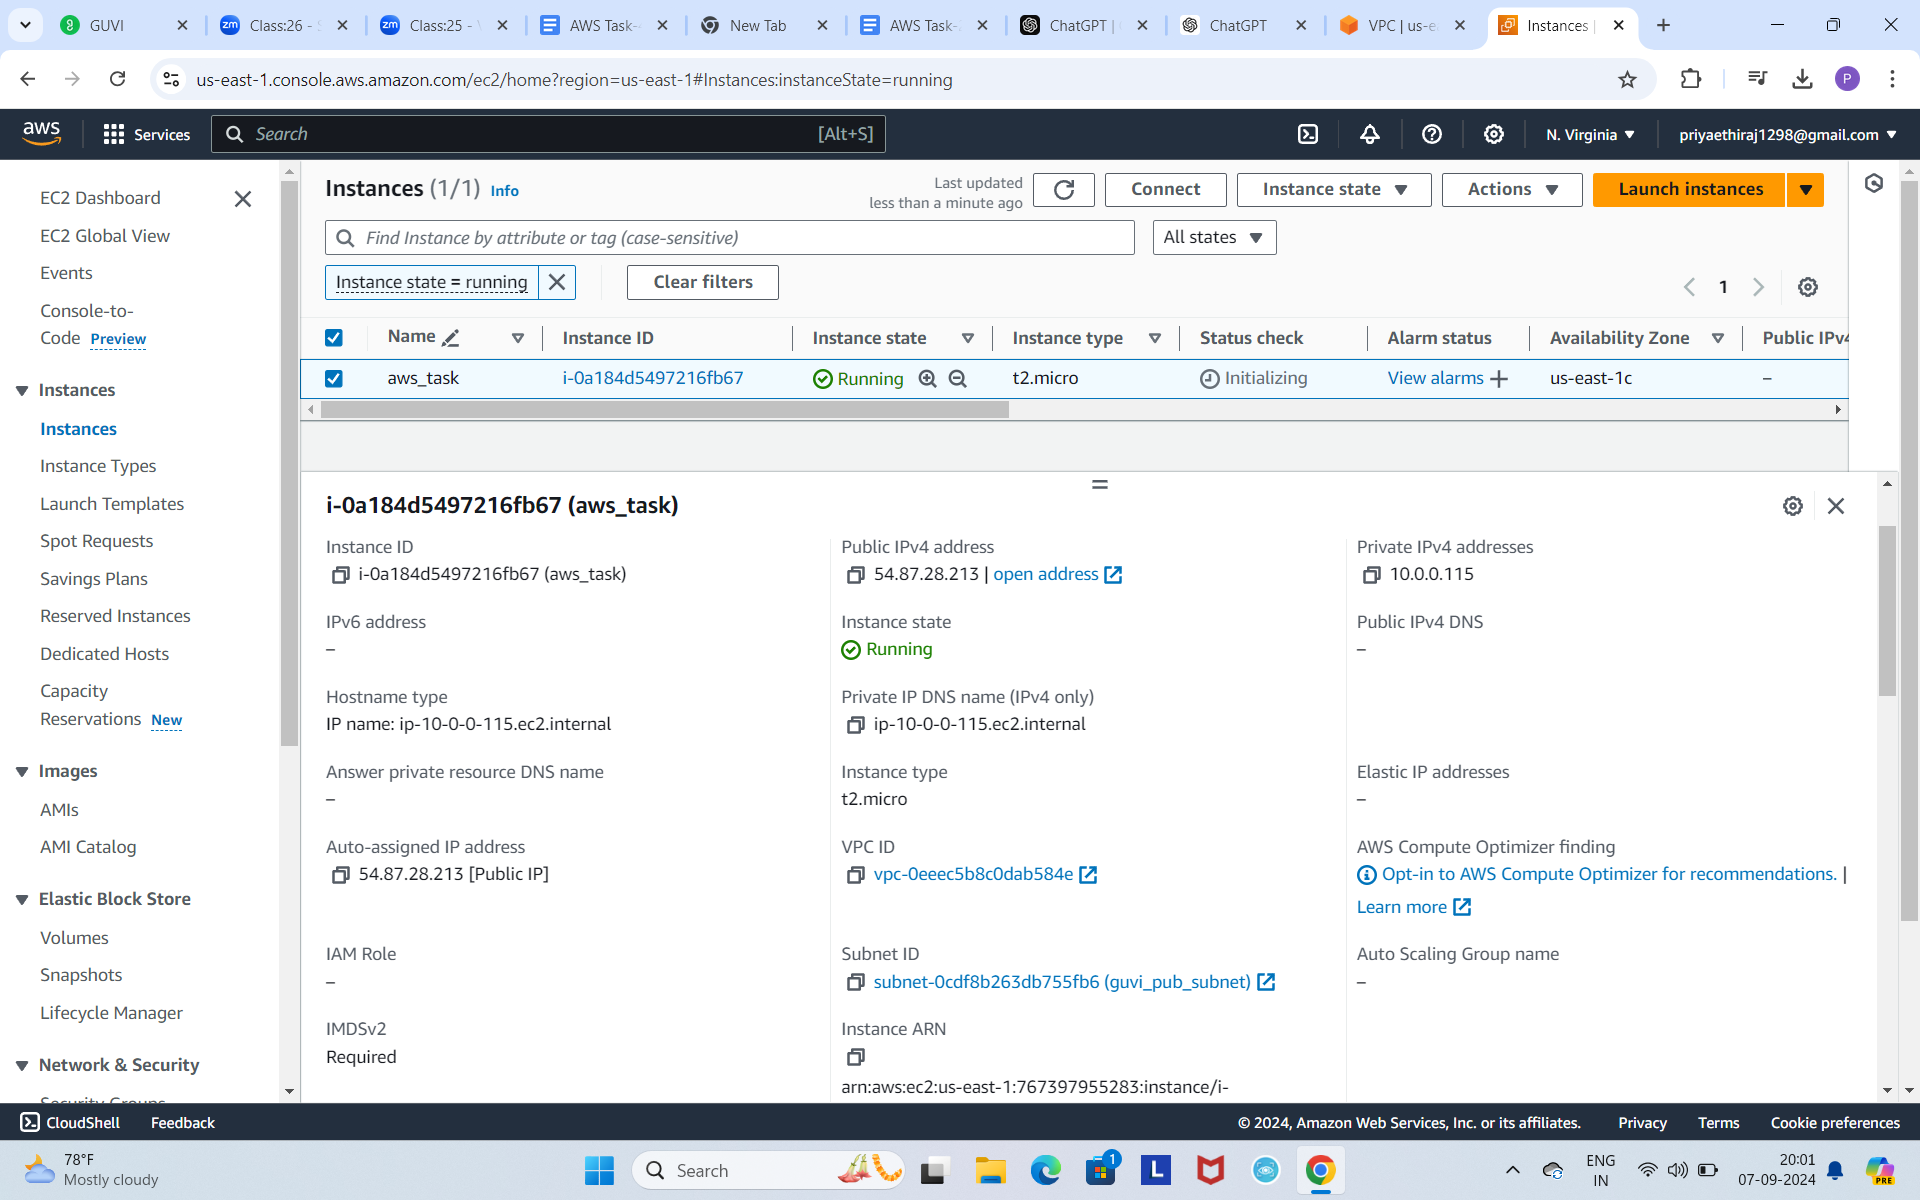 GUVI
Class:26 - S
Class:25 - V
AWS Task-
New Tab
AWS Task-
ChatGPT |
ChatGPT
VPC | us-ea
Instances |
us-east-1.console.aws.amazon.com/ec2/home?region=us-east-1#Instances:instanceState=running
P
aws
Services
Search
[Alt+S]
N. Virginia
priyaethiraj1298@gmail.com
EC2 Dashboard
EC2 Global View
Events
Console-to-
Code Preview
Instances
Instances
Instance Types
Launch Templates
Spot Requests
Savings Plans
Reserved Instances
Dedicated Hosts
Capacity
Reservations New
Images
AMIs
AMI Catalog
Elastic Block Store
Volumes
Snapshots
Lifecycle Manager
Network & Security
Security Groups
Instances (1/1) Info
Last updated
less than a minute ago
Connect
Instance state
Actions
Launch instances
Find Instance by attribute or tag (case-sensitive)
All states
Instance state = running
Clear filters
1
Name
Instance ID
Instance state
Instance type
Status check
Alarm status
Availability Zone
Public IPv4
aws_task
i-0a184d5497216fb67
Running
t2.micro
Initializing
View alarms
us-east-1c
–
i-0a184d5497216fb67 (aws_task)
Instance ID
i-0a184d5497216fb67 (aws_task)
Public IPv4 address
54.87.28.213 | open address
Private IPv4 addresses
10.0.0.115
IPv6 address
–
Instance state
Running
Public IPv4 DNS
–
Hostname type
IP name: ip-10-0-0-115.ec2.internal
Private IP DNS name (IPv4 only)
ip-10-0-0-115.ec2.internal
Answer private resource DNS name
–
Instance type
t2.micro
Elastic IP addresses
–
Auto-assigned IP address
54.87.28.213 [Public IP]
VPC ID
vpc-0eeec5b8c0dab584e
AWS Compute Optimizer finding
Opt-in to AWS Compute Optimizer for recommendations. |
Learn more
IAM Role
–
Subnet ID
subnet-0cdf8b263db755fb6 (guvi_pub_subnet)
Auto Scaling Group name
–
IMDSv2
Required
Instance ARN
arn:aws:ec2:us-east-1:767397955283:instance/i-
CloudShell
Feedback
© 2024, Amazon Web Services, Inc. or its affiliates.
Privacy
Terms
Cookie preferences
78°F
Mostly cloudy
Search
1
L
ENG
IN
20:01
07-09-2024
PRE